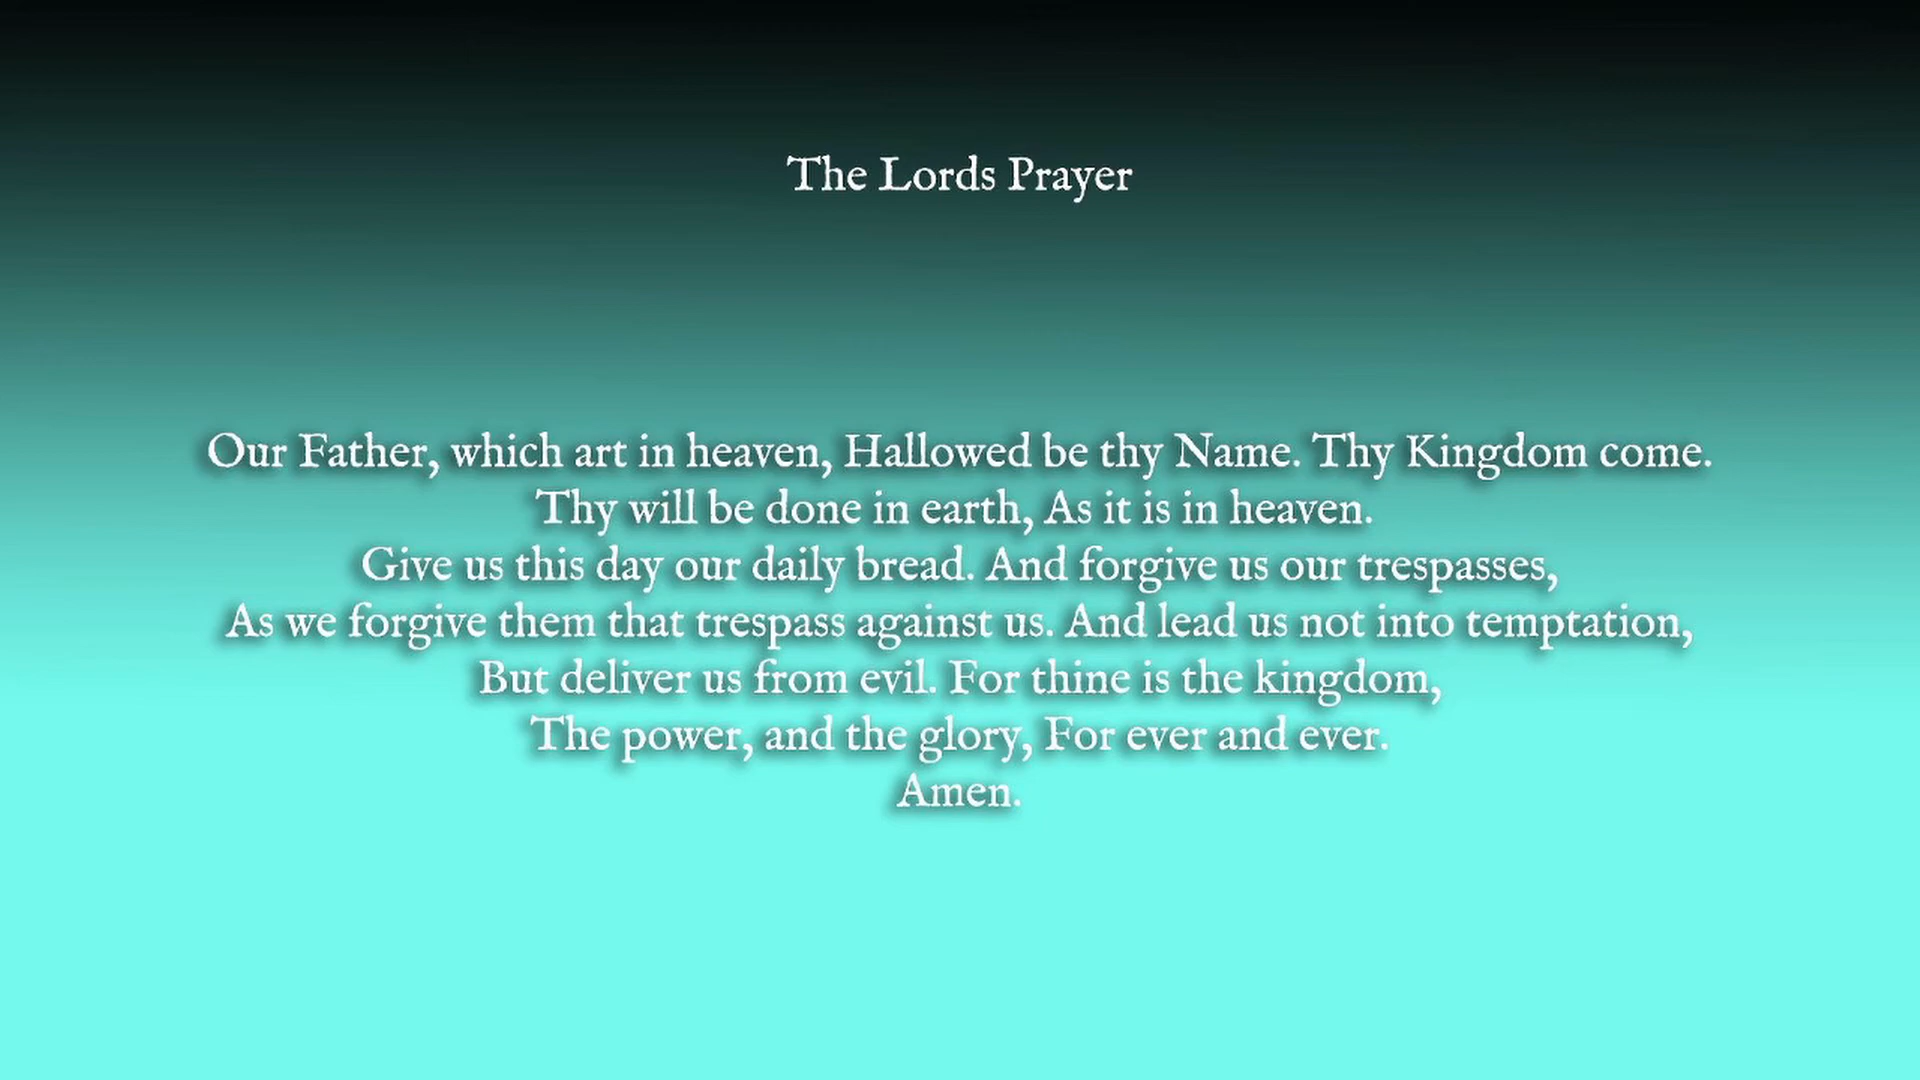 The Lords Prayer
Our Father, which art in heaven, Hallowed be thy Name. Thy Kingdom come.
Thy will be done in earth, As it is in heaven.
Give us this day our daily bread. And forgive us our trespasses,
As we forgive them that trespass against us. And lead us not into temptation,
But deliver us from evil. For thine is the kingdom,
The power, and the glory, For ever and ever.
Amen.